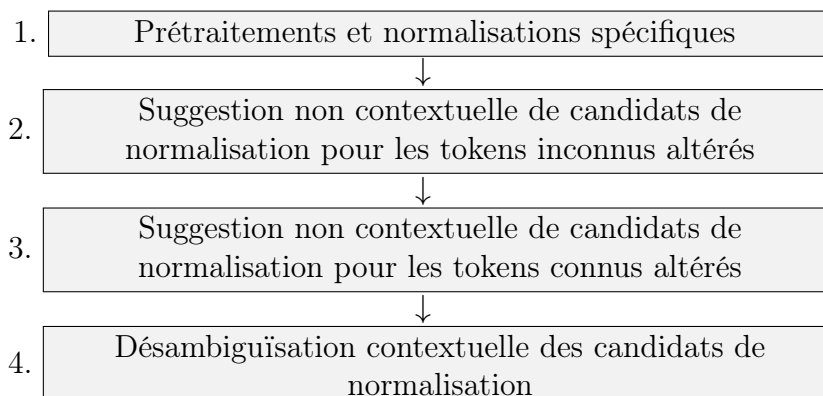 1. Prétraitements et normalisations spécifiques
↓
2. Suggestion non contextuelle de candidats de
normalisation pour les tokens inconnus altérés
↓
3. Suggestion non contextuelle de candidats de
normalisation pour les tokens connus altérés
↓
4. Désambiguïsation contextuelle des candidats de
normalisation